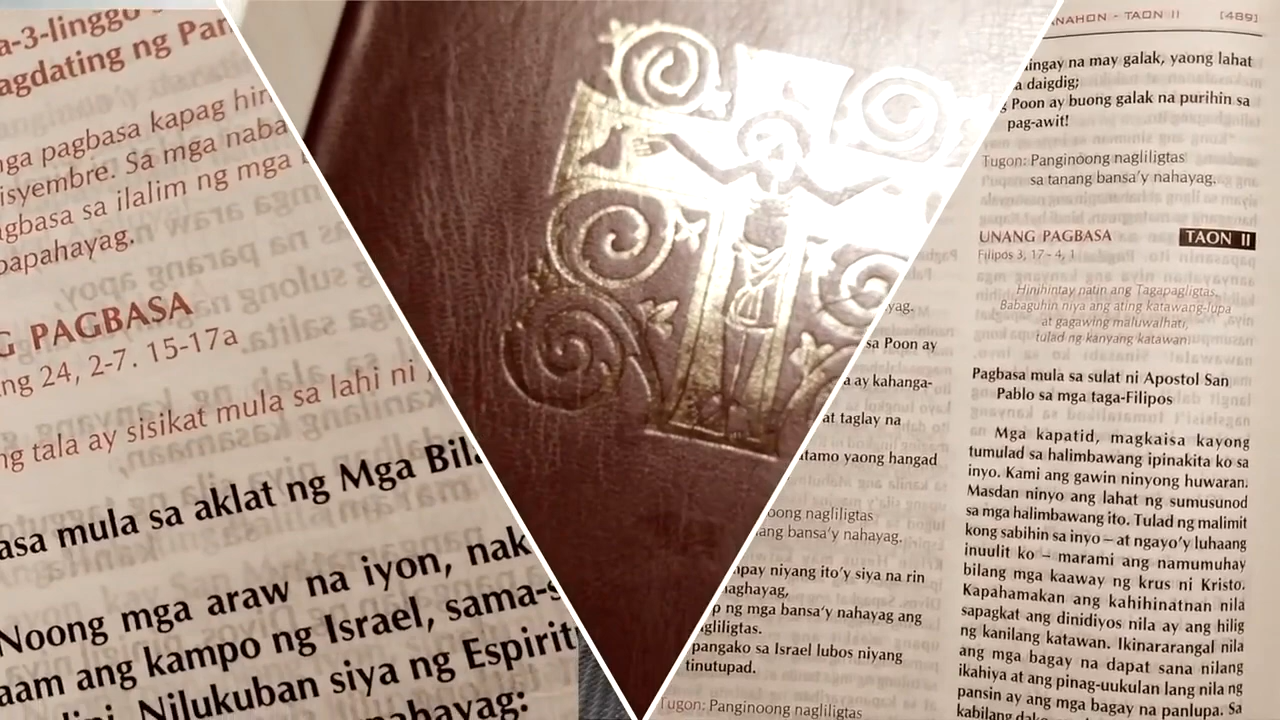 a-3-linggo
agdating ng
nga pagbasa kapag
isyembre. Sa mga
agbasa sa ilalim ng mga
papahayag.
G PAGBASA
ng 24, 2-7. 15-17a
ng tala ay sisikat mula sa lahi ni
asa mula sa aklat ng Mga
Noong mga araw na iyon,
aam ang kampo ng Israel,
Nilukuban siya ng
nahayag:
yag.
sa Poon ay
a ay kahanga-
at taglay na
tamo yaong hangad
oong nagliligtas
ang bansa'y nahayag.
pay niyang ito'y siya na rin
aghayag,
p ng mga bansa'y nahayag ang
gliligtas.
pangako sa Israel lubos niyang
tinutupad.
Tugon: Panginoong nagliligtas
NAHON - TAON II [489]
ingay na may galak, yaong lahat
a daigdig;
Poon ay buong galak na purihin sa
pag-awit!
Tugon: Panginoong nagliligtas
sa tanang bansa'y nahayag.
UNANG PAGBASA TAON II
Filipos 3, 17 - 4, 1
Hinihintay natin ang Tagapagligtas.
Babaguhin niya ang ating katawang-lupa
at gagawing maluwalhati,
tulad ng kanyang katawan.
Pagbasa mula sa sulat ni Apostol San
Pablo sa mga taga-Filipos
Mga kapatid, magkaisa kayong
tumulad sa halimbawang ipinakita ko sa
inyo. Kami ang gawin ninyong huwaran.
Masdan ninyo ang lahat ng sumusunod
sa mga halimbawang ito. Tulad ng malimit
kong sabihin sa inyo – at ngayo'y luhaang
inuulit ko – marami ang namumuhay
bilang mga kaaway ng krus ni Kristo.
Kapahamakan ang kahihinatnan nila
sapagkat ang dinidiyos nila ay ang hilig
ng kanilang katawan. Ikinararangal nila
ang mga bagay na dapat sana nilang
ikahiya at ang pinag-uukulan lang nila ng
pansin ay ang mga bagay na panlupa. Sa
kabilang